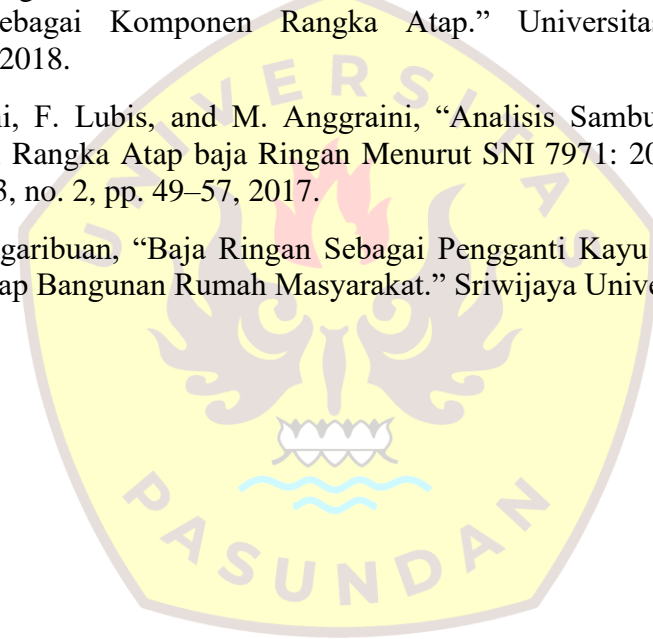 ebagai Komponen Rangka Atap.” Universitas
2018.
ni, F. Lubis, and M. Anggraini, “Analisis Sambu
Rangka Atap baja Ringan Menurut SNI 7971: 20
3, no. 2, pp. 49–57, 2017.
garibuan, “Baja Ringan Sebagai Pengganti Kayu
ap Bangunan Rumah Masyarakat.” Sriwijaya Unive
UNIVERSITAS
PASUNDAN